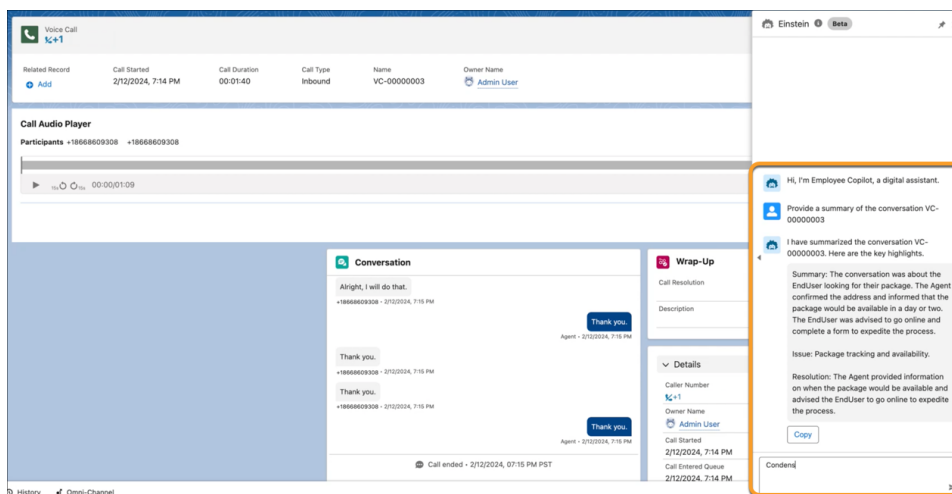 Voice Call
+1
Einstein Beta
Related Record
Call Started
Call Duration
Call Type
Name
Owner Name
Add
2/12/2024, 7:14 PM
00:01:40
Inbound
VC-00000003
Admin User
Call Audio Player
Participants +18668609308 +18668609308
00:00/01:09
Conversation
Alright, I will do that.
+18668609308 • 2/12/2024, 7:15 PM
Thank you.
Agent • 2/12/2024, 7:15 PM
Thank you.
+18668609308 • 2/12/2024, 7:15 PM
Thank you.
+18668609308 • 2/12/2024, 7:15 PM
Thank you.
Agent • 2/12/2024, 7:15 PM
Call ended • 2/12/2024, 07:15 PM PST
Wrap-Up
Call Resolution
Description
Details
Caller Number
+1
Owner Name
Admin User
Call Started
2/12/2024, 7:14 PM
Call Entered Queue
2/12/2024, 7:14 PM
Hi, I'm Employee Copilot, a digital assistant.
Provide a summary of the conversation VC-
00000003
I have summarized the conversation VC-
00000003. Here are the key highlights.
Summary: The conversation was about the
EndUser looking for their package. The Agent
confirmed the address and informed that the
package would be available in a day or two.
The EndUser was advised to go online and
complete a form to expedite the process.
Issue: Package tracking and availability.
Resolution: The Agent provided information
on when the package would be available and
advised the EndUser to go online to expedite
the process.
Copy
Condens
History
Omni-Channel